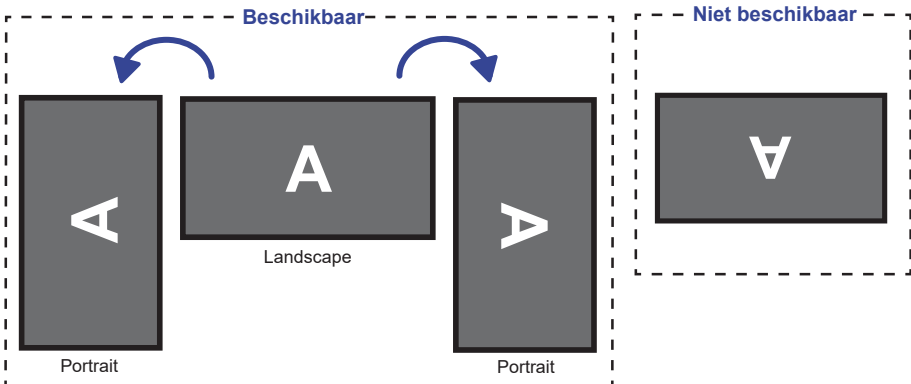 Beschikbaar
Niet beschikbaar
A
A
A
A
Landscape
Portrait
Portrait